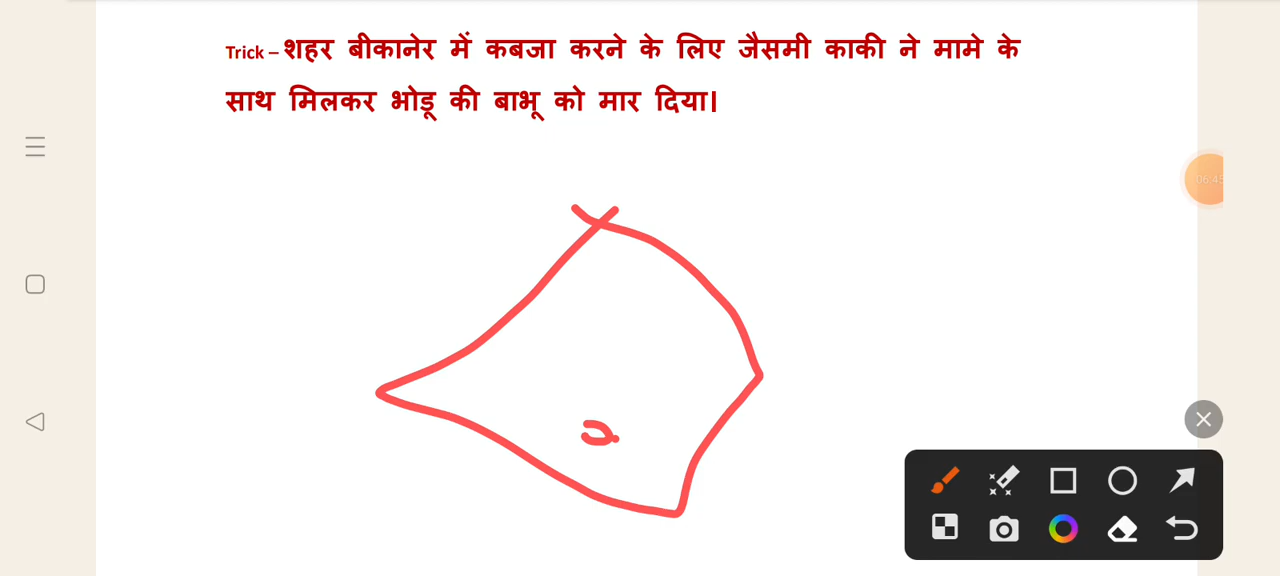 Trick – शहर बीकानेर में कबजा करने के लिए जैसमी काकी ने मामे के
साथ मिलकर भोडू की बाभू को मार दिया।